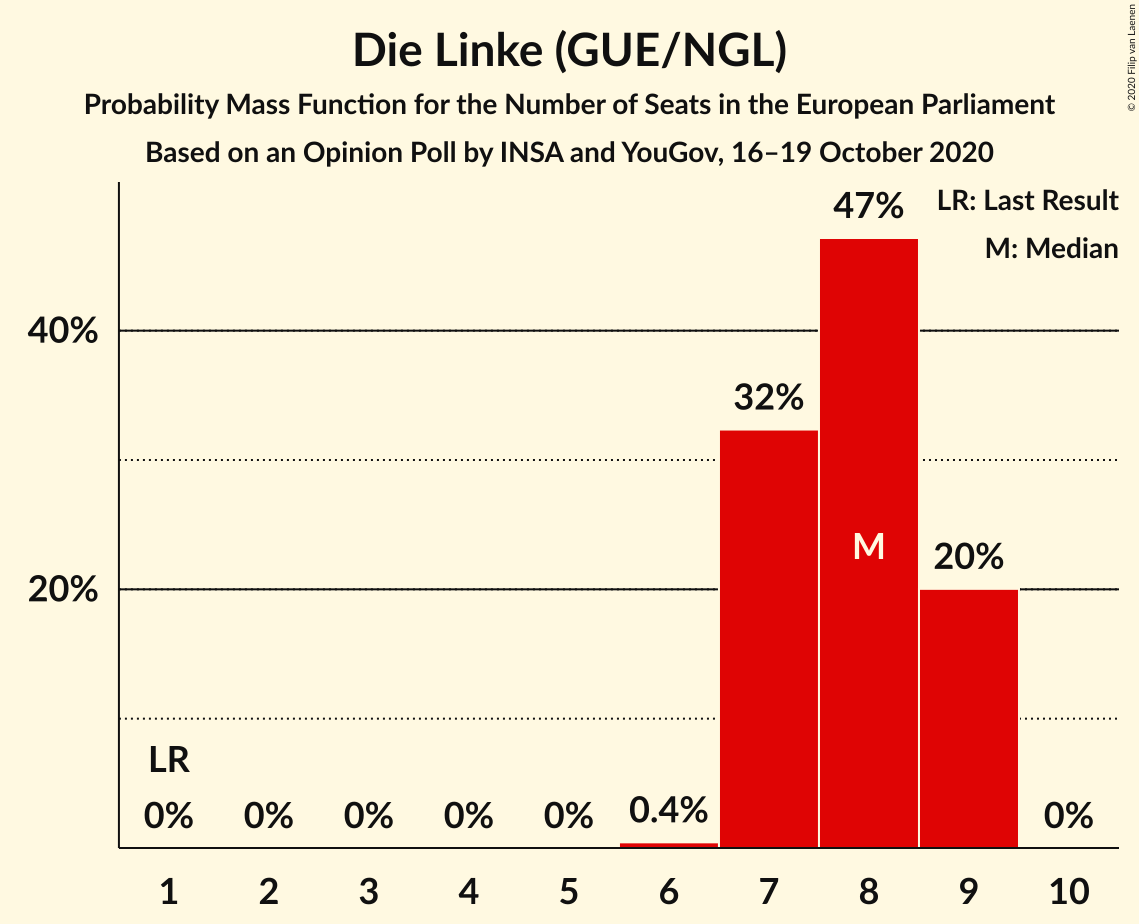 Die Linke (GUE/NGL)
Probability Mass Function for the Number of Seats in the European Parliament
Based on an Opinion Poll by INSA and YouGov, 16–19 October 2020
© 2020 Filip van Laenen
LR: Last Result
M: Median
47%
40%
32%
M
20%
20%
LR
0%
0%
0%
0%
0%
0.4%
0%
1
2
3
4
5
6
7
8
9
10